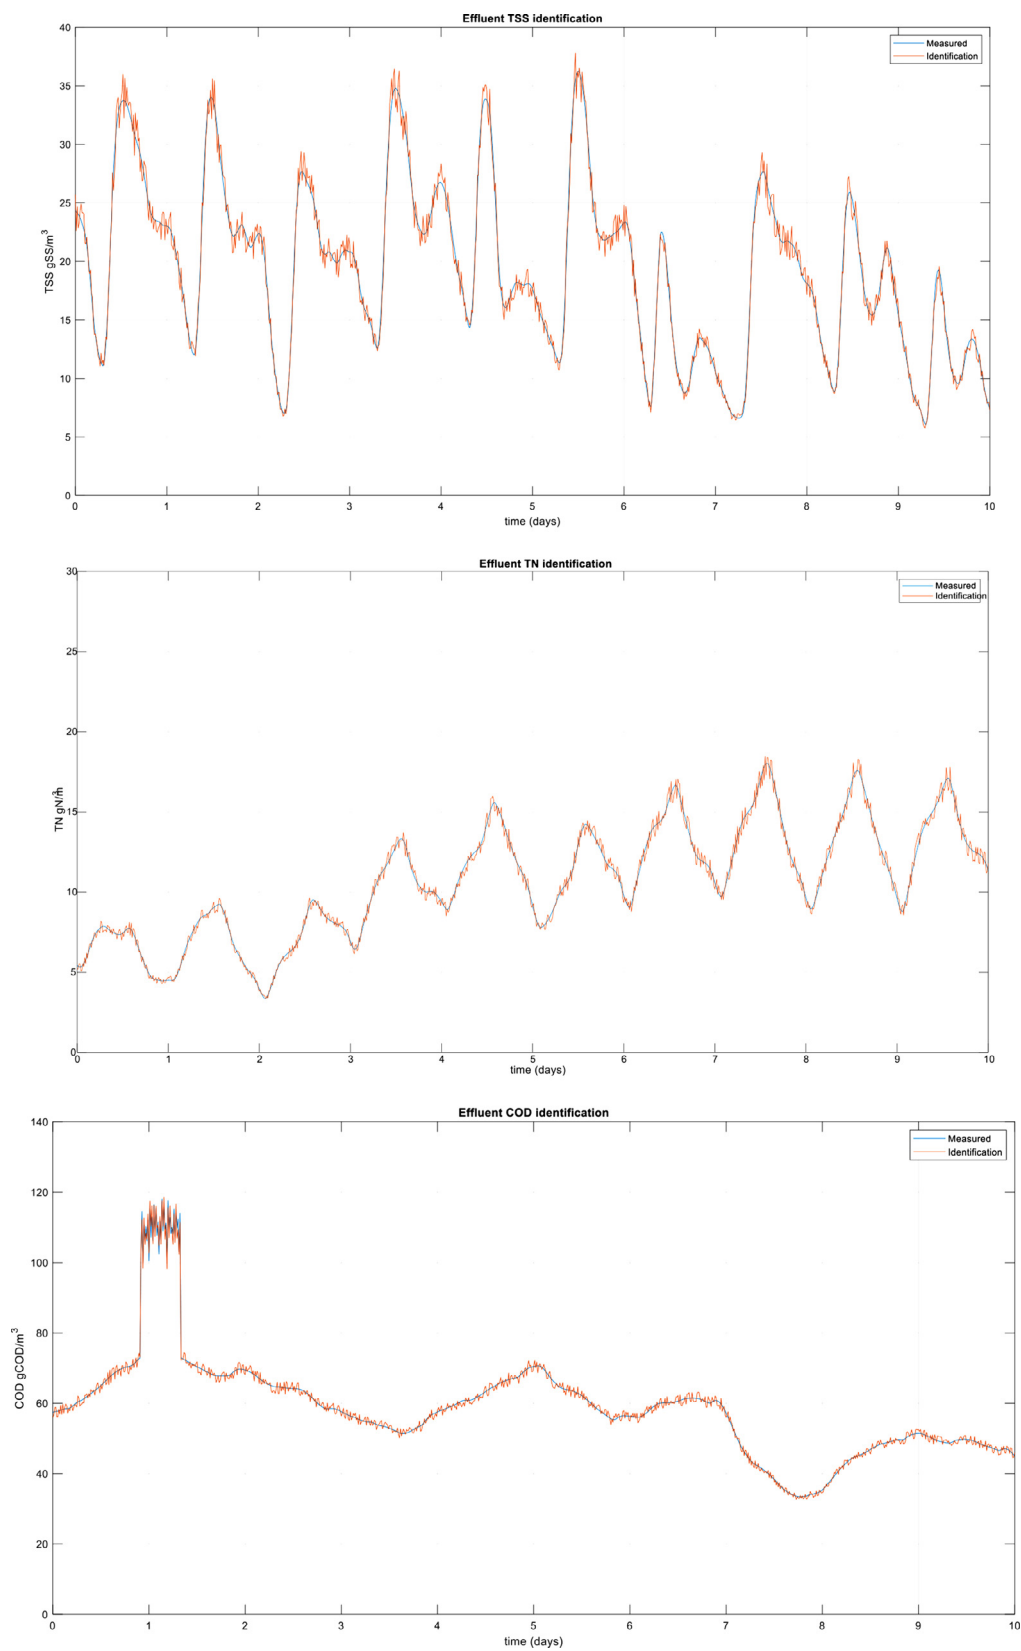 Effluent TSS identification
40
35
30
25
20
15
10
5
0
TSS gSS/m³
Measured
Identification
0 1 2 3 4 5 6 7 8 9 10
time (days)
Effluent TN identification
30
25
20
15
10
5
0
TN gN/m³
Measured
Identification
0 1 2 3 4 5 6 7 8 9 10
time (days)
Effluent COD identification
140
120
100
80
60
40
20
0
COD gCOD/m³
Measured
Identification
0 1 2 3 4 5 6 7 8 9 10
time (days)